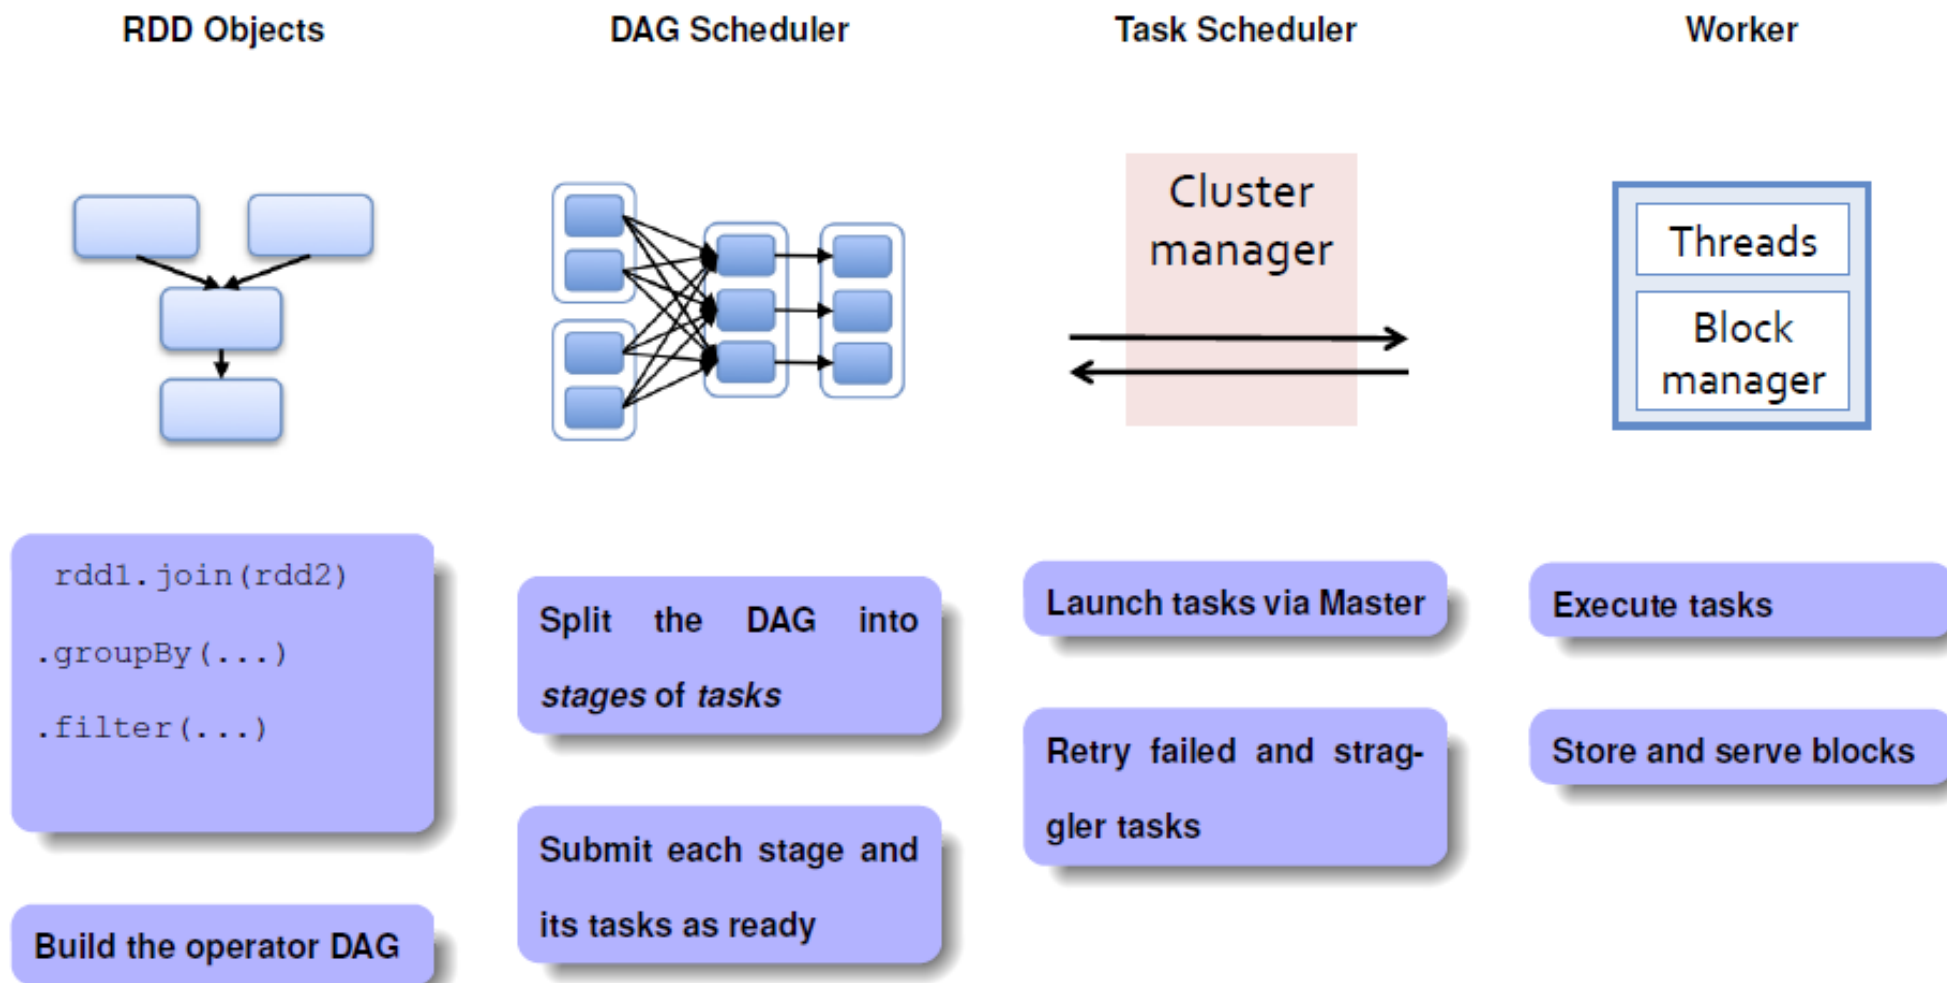 RDD Objects
DAG Scheduler
Task Scheduler
Worker
Cluster
manager
Threads
Block
manager
rdd1.join(rdd2)
.groupBy(...)
.filter(...)
Build the operator DAG
Split the DAG into
stages of tasks
Submit each stage and
its tasks as ready
Launch tasks via Master
Retry failed and strag-
gler tasks
Execute tasks
Store and serve blocks